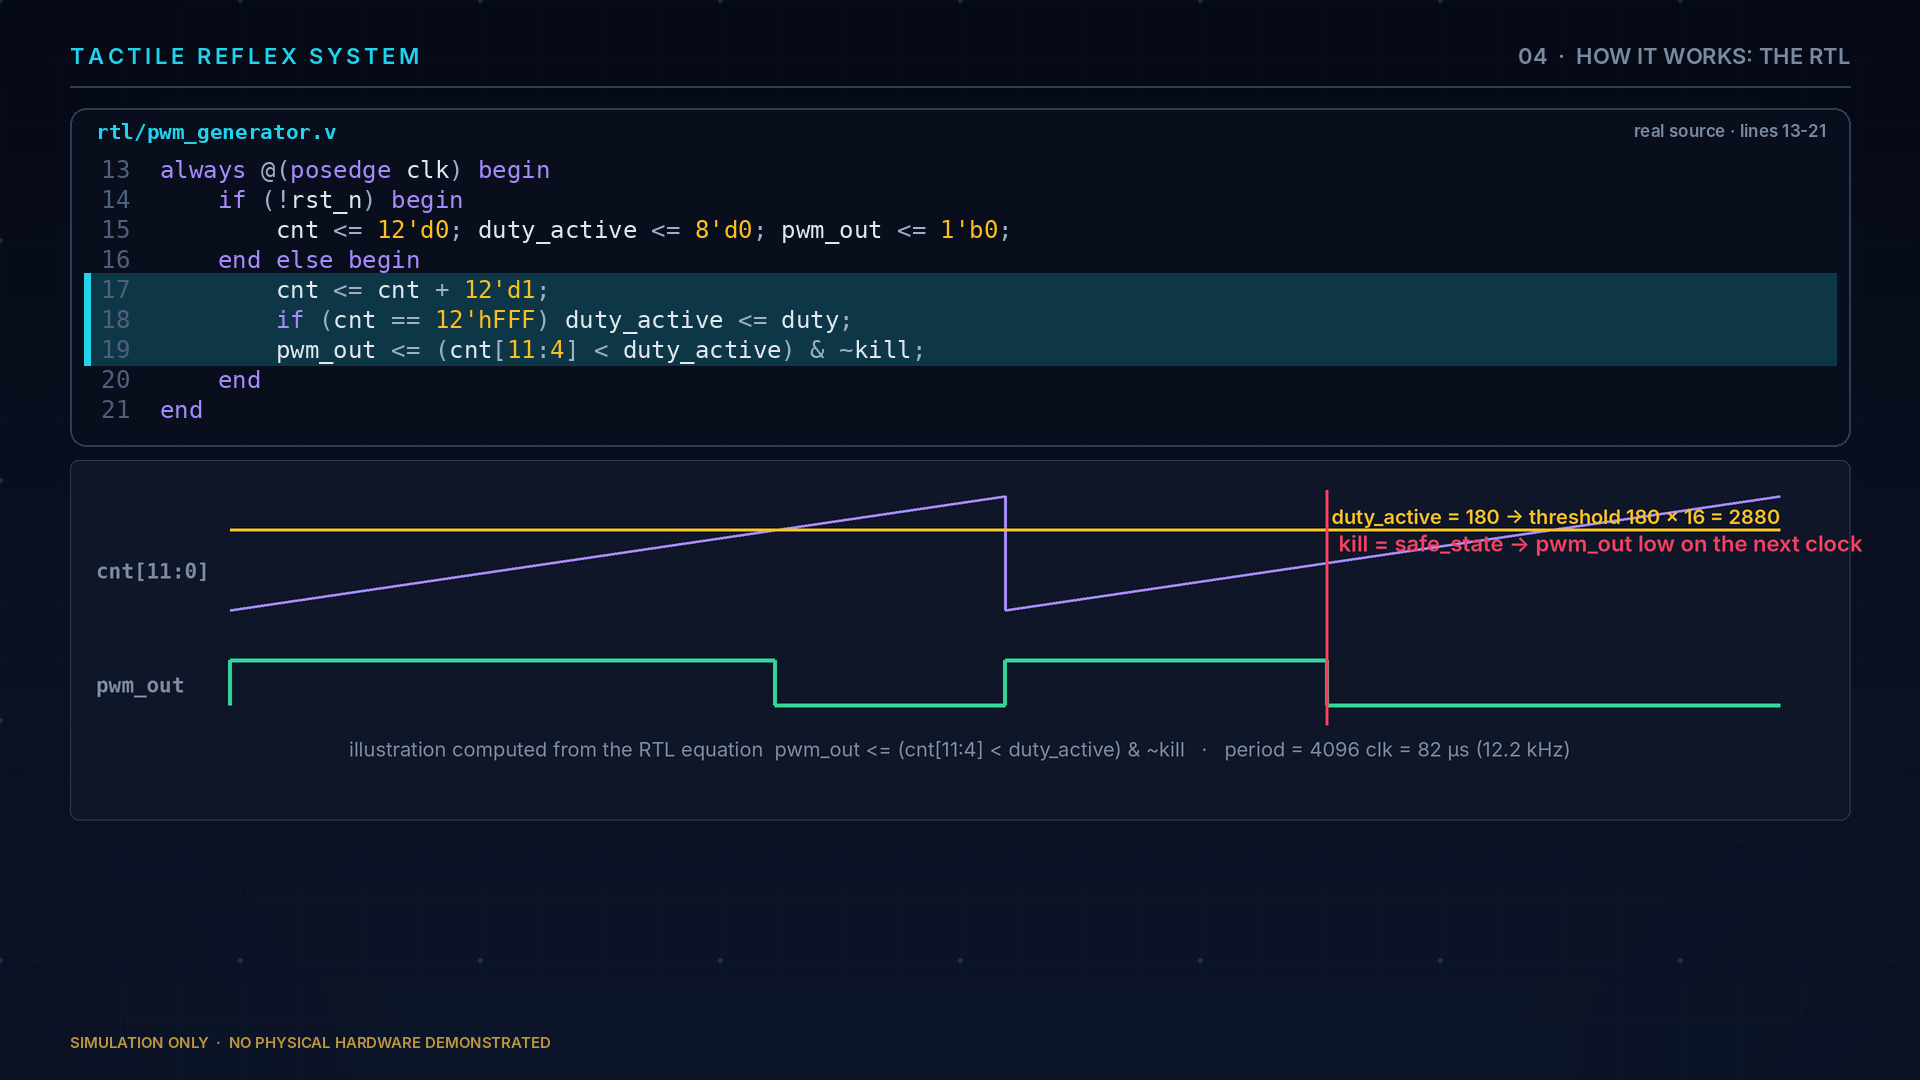 TACTILE REFLEX SYSTEM
04 · HOW IT WORKS: THE RTL
rtl/pwm_generator.v
real source · lines 13-21
13 always @(posedge clk) begin
14 if (!rst_n) begin
15 cnt <= 12'd0; duty_active <= 8'd0; pwm_out <= 1'b0;
16 end else begin
17 cnt <= cnt + 12'd1;
18 if (cnt == 12'hFFF) duty_active <= duty;
19 pwm_out <= (cnt[11:4] < duty_active) & ~kill;
20 end
21 end
duty_active = 180 → threshold 180 × 16 = 2880
kill = safe_state → pwm_out low on the next clock
cnt[11:0]
pwm_out
illustration computed from the RTL equation pwm_out <= (cnt[11:4] < duty_active) & ~kill · period = 4096 clk = 82 µs (12.2 kHz)
SIMULATION ONLY · NO PHYSICAL HARDWARE DEMONSTRATED